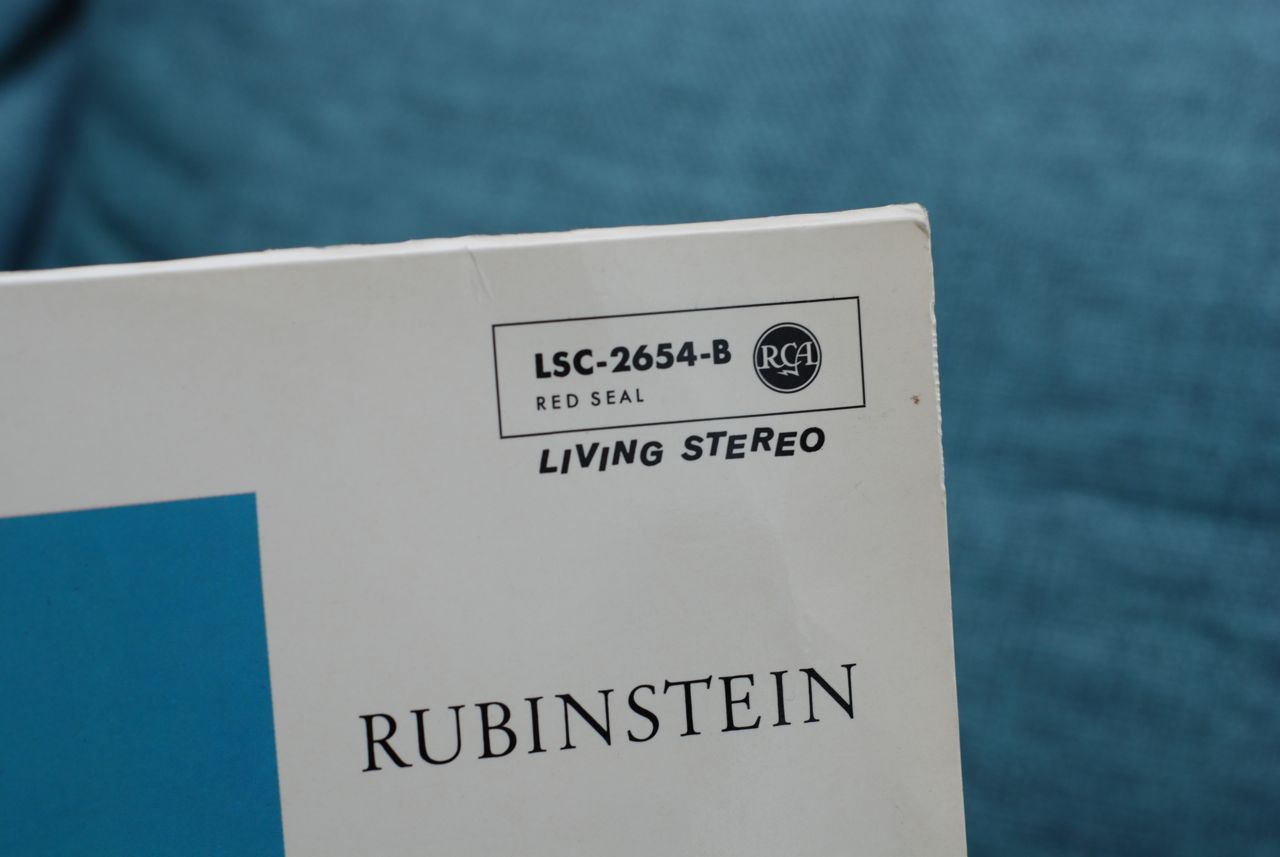 LSC-2654-B RCA
RED SEAL
LIVING STEREO
RUBINSTEIN